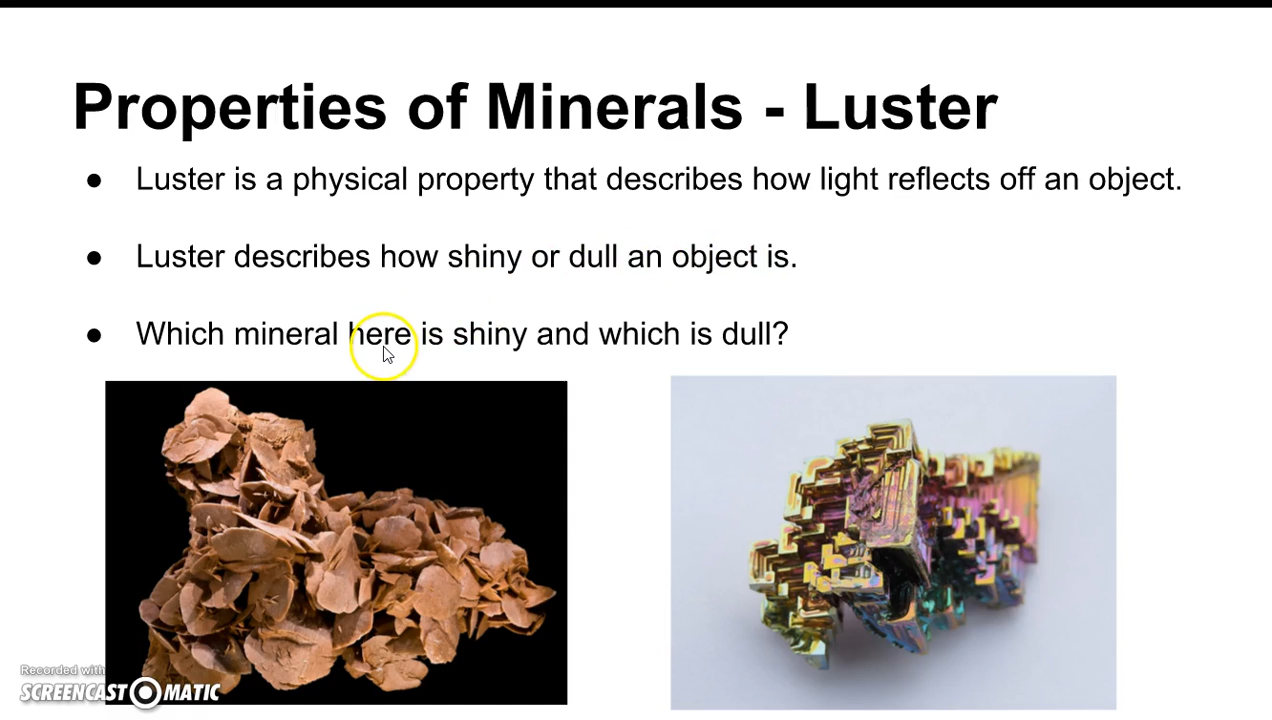 Properties of Minerals - Luster
● Luster is a physical property that describes how light reflects off an object.
● Luster describes how shiny or dull an object is.
● Which mineral here is shiny and which is dull?
Recorded with
SCREENCAST-O-MATIC